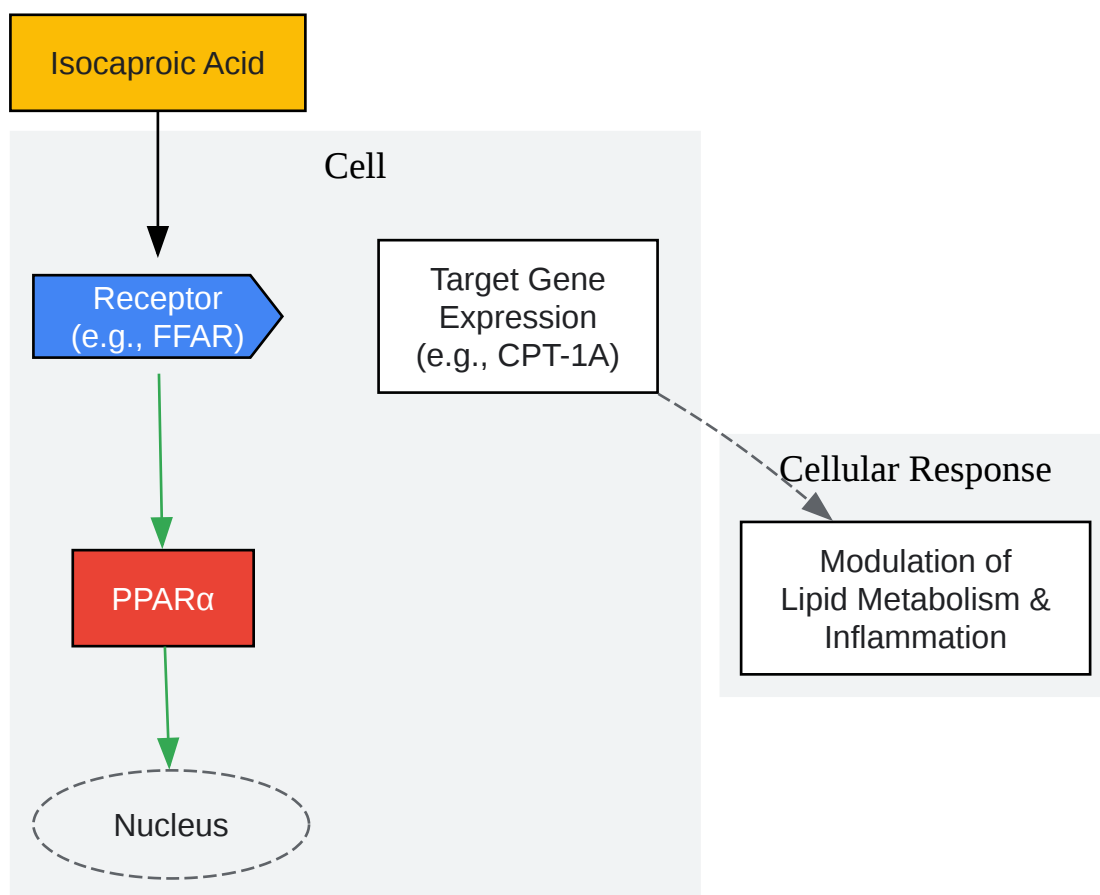 Isocaproic Acid
Cell
Receptor
(e.g., FFAR)
Target Gene
Expression
(e.g., CPT-1A)
Cellular Response
Modulation of
Lipid Metabolism &
Inflammation
PPARα
Nucleus